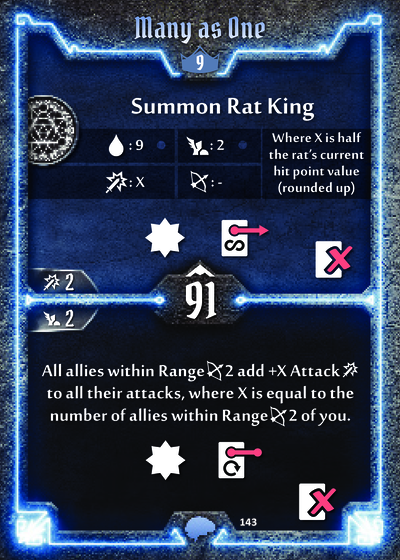 Many as One
9
Summon Rat King
: 9
: 2
: X
: -
Where X is half
the rat's current
hit point value
(rounded up)
2
91
2
All allies within Range 2 add +X Attack
to all their attacks, where X is equal to the
number of allies within Range 2 of you.
143